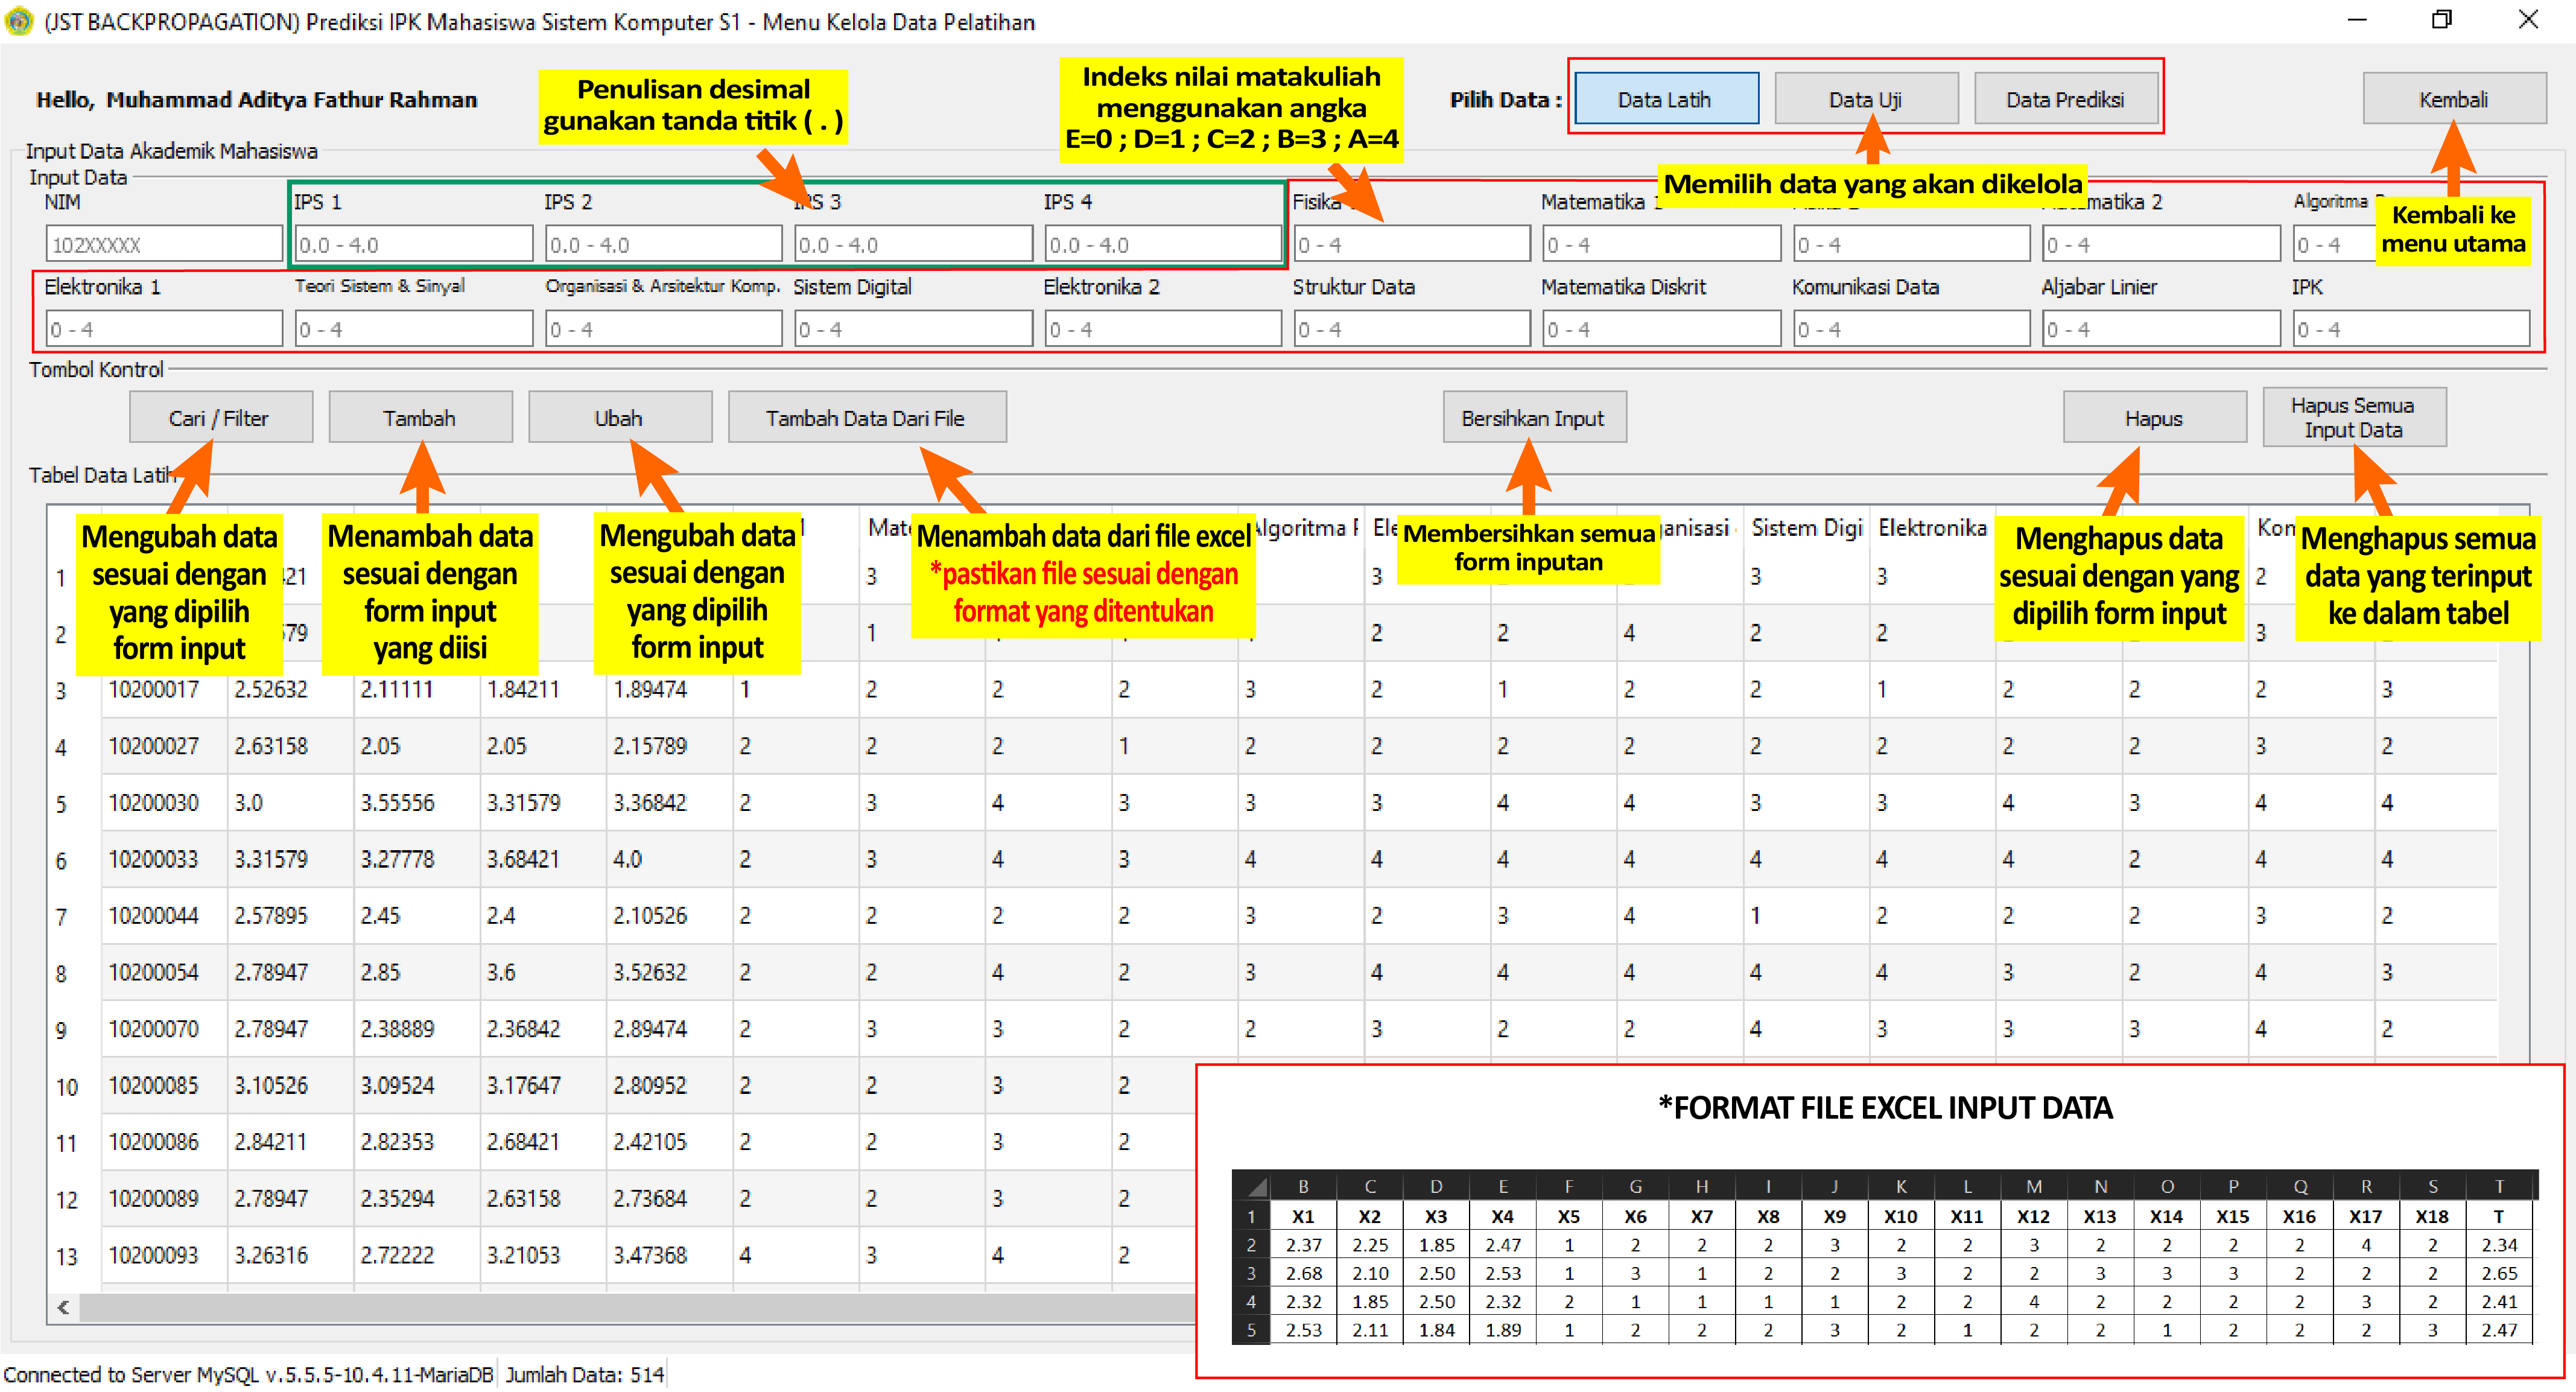 (JST BACKPROPAGATION) Prediksi IPK Mahasiswa Sistem Komputer S1 - Menu Kelola Data Pelatihan
Hello, Muhammad Aditya Fathur Rahman
Penulisan desimal
gunakan tanda titik ( . )
Indeks nilai matakuliah
menggunakan angka
E=0 ; D=1 ; C=2 ; B=3 ; A=4
Pilih Data :
Data Latih
Data Uji
Data Prediksi
Kembali
Memilih data yang akan dikelola
Kembali ke
menu utama
Input Data Akademik Mahasiswa
Input Data
NIM IPS 1 IPS 2 IPS 3 IPS 4 Fisika Matematika Algoritma
102XXXXX 0.0 - 4.0 0.0 - 4.0 0.0 - 4.0 0.0 - 4.0 0 - 4 0 - 4 0 - 4 0 - 4 0 - 4
Elektronika 1 Teori Sistem & Sinyal Organisasi & Arsitektur Komp. Sistem Digital Elektronika 2 Struktur Data Matematika Diskrit Komunikasi Data Aljabar Linier IPK
0 - 4 0 - 4 0 - 4 0 - 4 0 - 4 0 - 4 0 - 4 0 - 4 0 - 4 0 - 4
Tombol Kontrol
Cari / Filter
Tambah
Ubah
Tambah Data Dari File
Bersihkan Input
Hapus
Hapus Semua
Input Data
Tabel Data Latih
Mengubah data
sesuai dengan
yang dipilih
form input
Menambah data
sesuai dengan
form input
yang diisi
Mengubah data
sesuai dengan
yang dipilih
form input
Menambah data dari file excel
*pastikan file sesuai dengan
format yang ditentukan
Membersihkan semua
form inputan
Menghapus data
sesuai dengan yang
dipilih form input
Menghapus semua
data yang terinput
ke dalam tabel
Sistem Digi Elektronika
1 3 3 3 3 2
2 1 2 2 4 2 2 3
3 10200017 2.52632 2.11111 1.84211 1.89474 1 2 2 2 3 2 1 2 2 1 2 2 2 3
4 10200027 2.63158 2.05 2.05 2.15789 2 2 2 1 2 2 2 2 2 2 2 2 3 2
5 10200030 3.0 3.55556 3.31579 3.36842 2 3 4 3 3 3 4 4 3 3 4 3 4 4
6 10200033 3.31579 3.27778 3.68421 4.0 2 3 4 3 4 4 4 4 4 4 4 2 4 4
7 10200044 2.57895 2.45 2.4 2.10526 2 2 2 2 3 2 3 4 1 2 2 2 3 2
8 10200054 2.78947 2.85 3.6 3.52632 2 2 4 2 3 4 4 4 4 4 3 2 4 3
9 10200070 2.78947 2.38889 2.36842 2.89474 2 3 3 2 2 3 2 2 4 3 3 3 4 2
10 10200085 3.10526 3.09524 3.17647 2.80952 2 2 3 2
11 10200086 2.84211 2.82353 2.68421 2.42105 2 2 3 2
12 10200089 2.78947 2.35294 2.63158 2.73684 2 2 3 2
13 10200093 3.26316 2.72222 3.21053 3.47368 4 3 4 2
*FORMAT FILE EXCEL INPUT DATA
B C D E F G H I J K L M N O P Q R S T
1 X1 X2 X3 X4 X5 X6 X7 X8 X9 X10 X11 X12 X13 X14 X15 X16 X17 X18 T
2 2.37 2.25 1.85 2.47 1 2 2 2 3 2 2 3 2 2 2 2 4 2 2.34
3 2.68 2.10 2.50 2.53 1 3 1 2 2 3 2 2 3 3 3 2 2 2 2.65
4 2.32 1.85 2.50 2.32 2 1 1 1 1 2 2 4 2 2 2 2 3 2 2.41
5 2.53 2.11 1.84 1.89 1 2 2 2 3 2 1 2 2 1 2 2 2 3 2.47
Connected to Server MySQL v.5.5.5-10.4.11-MariaDB Jumlah Data: 514